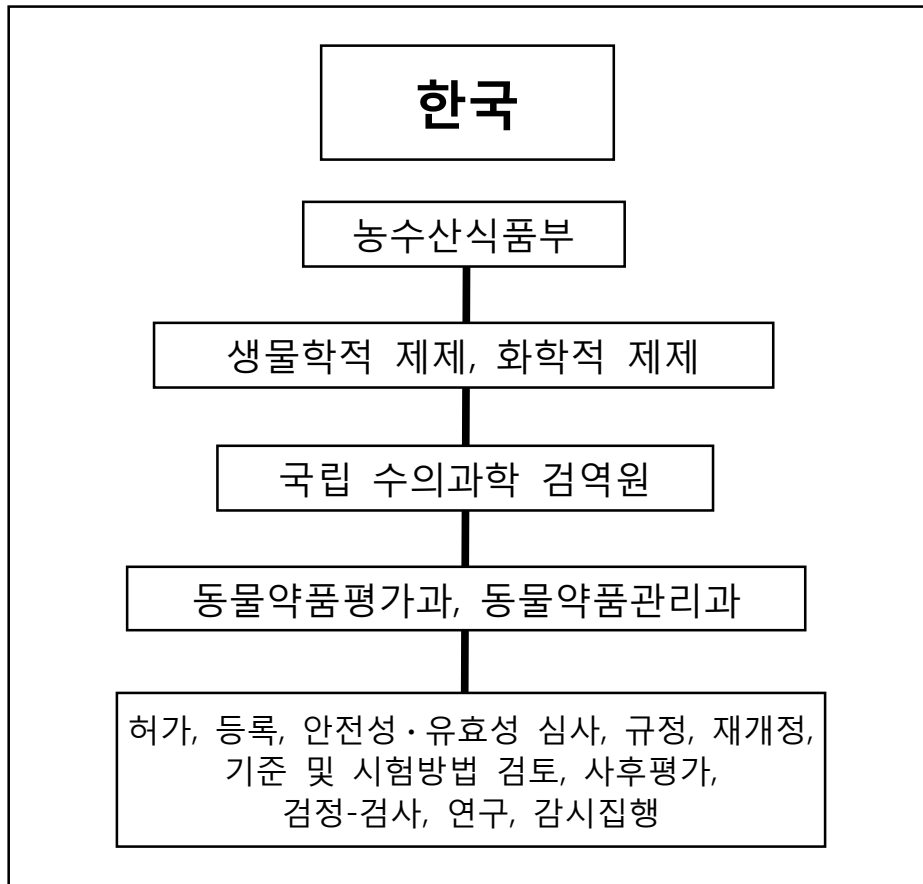 한국
농수산식품부
생물학적 제제, 화학적 제제
국립 수의과학 검역원
동물약품평가과, 동물약품관리과
허가, 등록, 안전성·유효성 심사, 규정, 재개정,
기준 및 시험방법 검토, 사후평가,
검정-검사, 연구, 감시집행